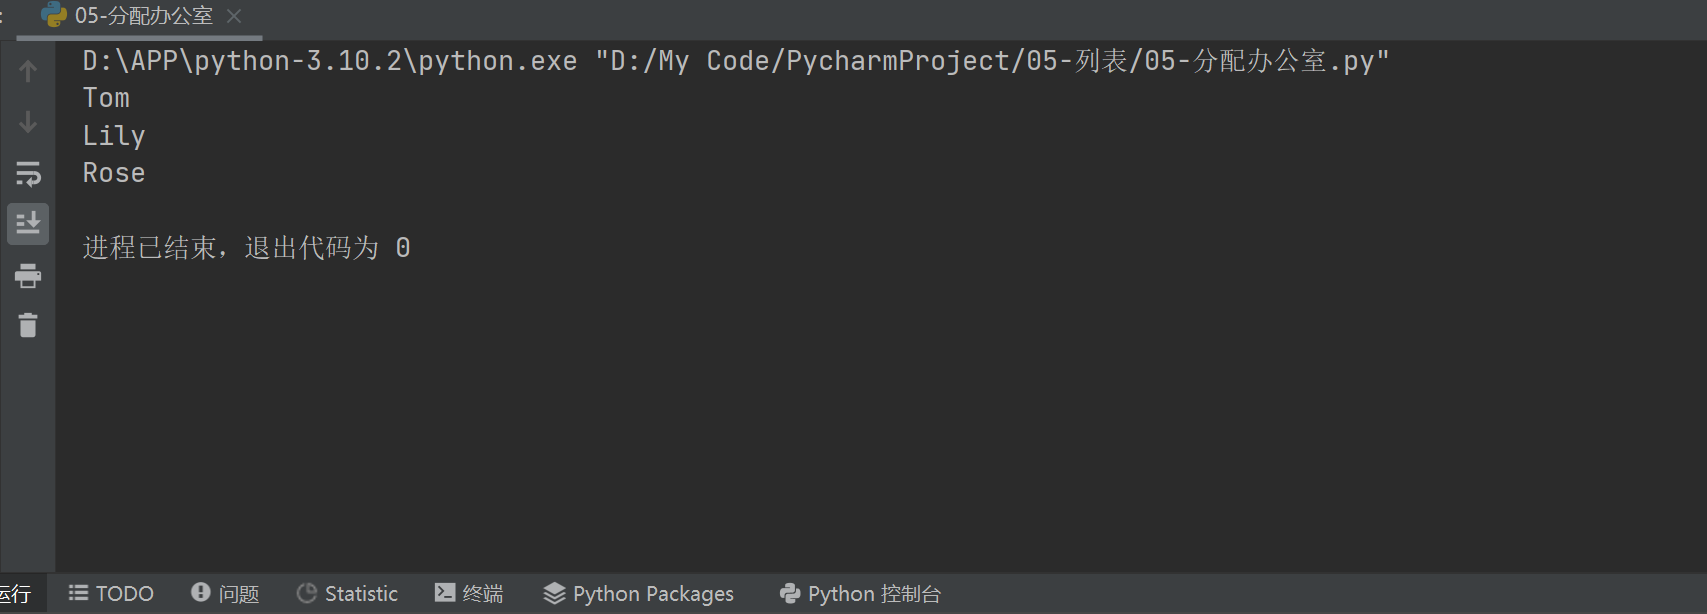 05-分配办公室
D:\APP\python-3.10.2\python.exe "D:/My Code/PycharmProject/05-列表/05-分配办公室.py"
Tom
Lily
Rose
进程已结束，退出代码为 0
运行 TODO 问题 Statistic 终端 Python Packages Python 控制台